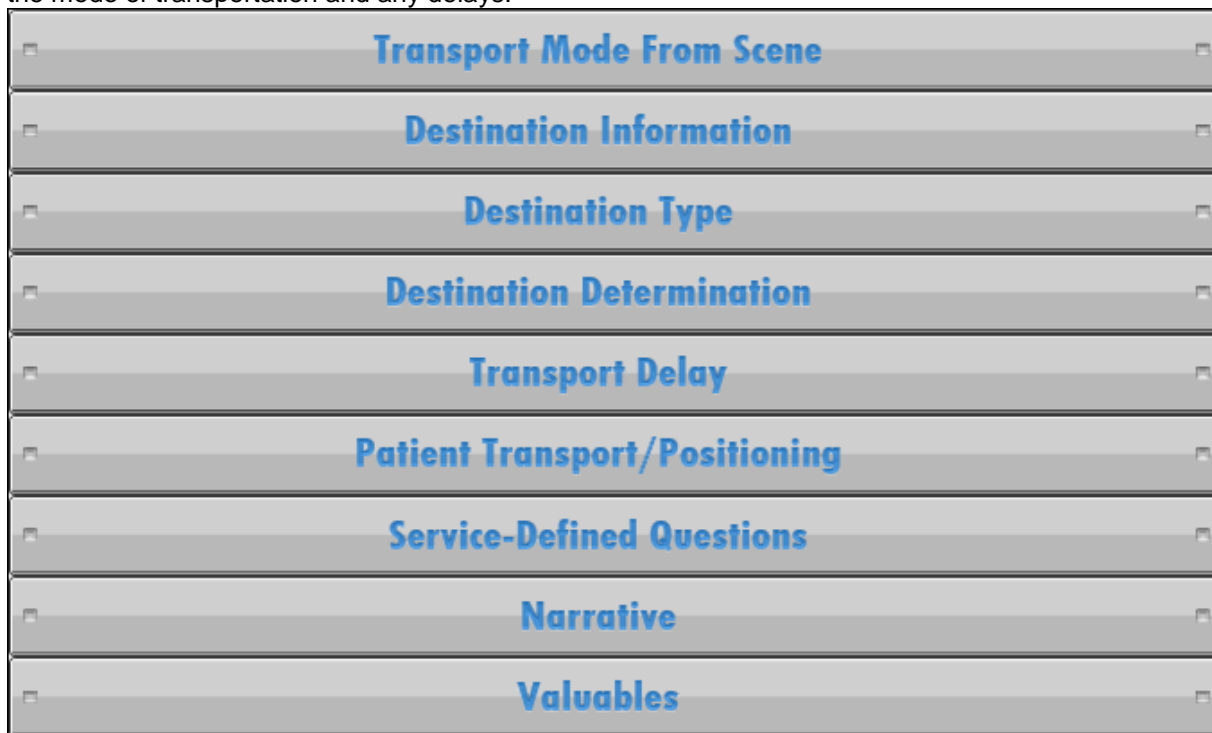 the mode of transportation and any delays.
Transport Mode From Scene
Destination Information
Destination Type
Destination Determination
Transport Delay
Patient Transport/Positioning
Service-Defined Questions
Narrative
Valuables